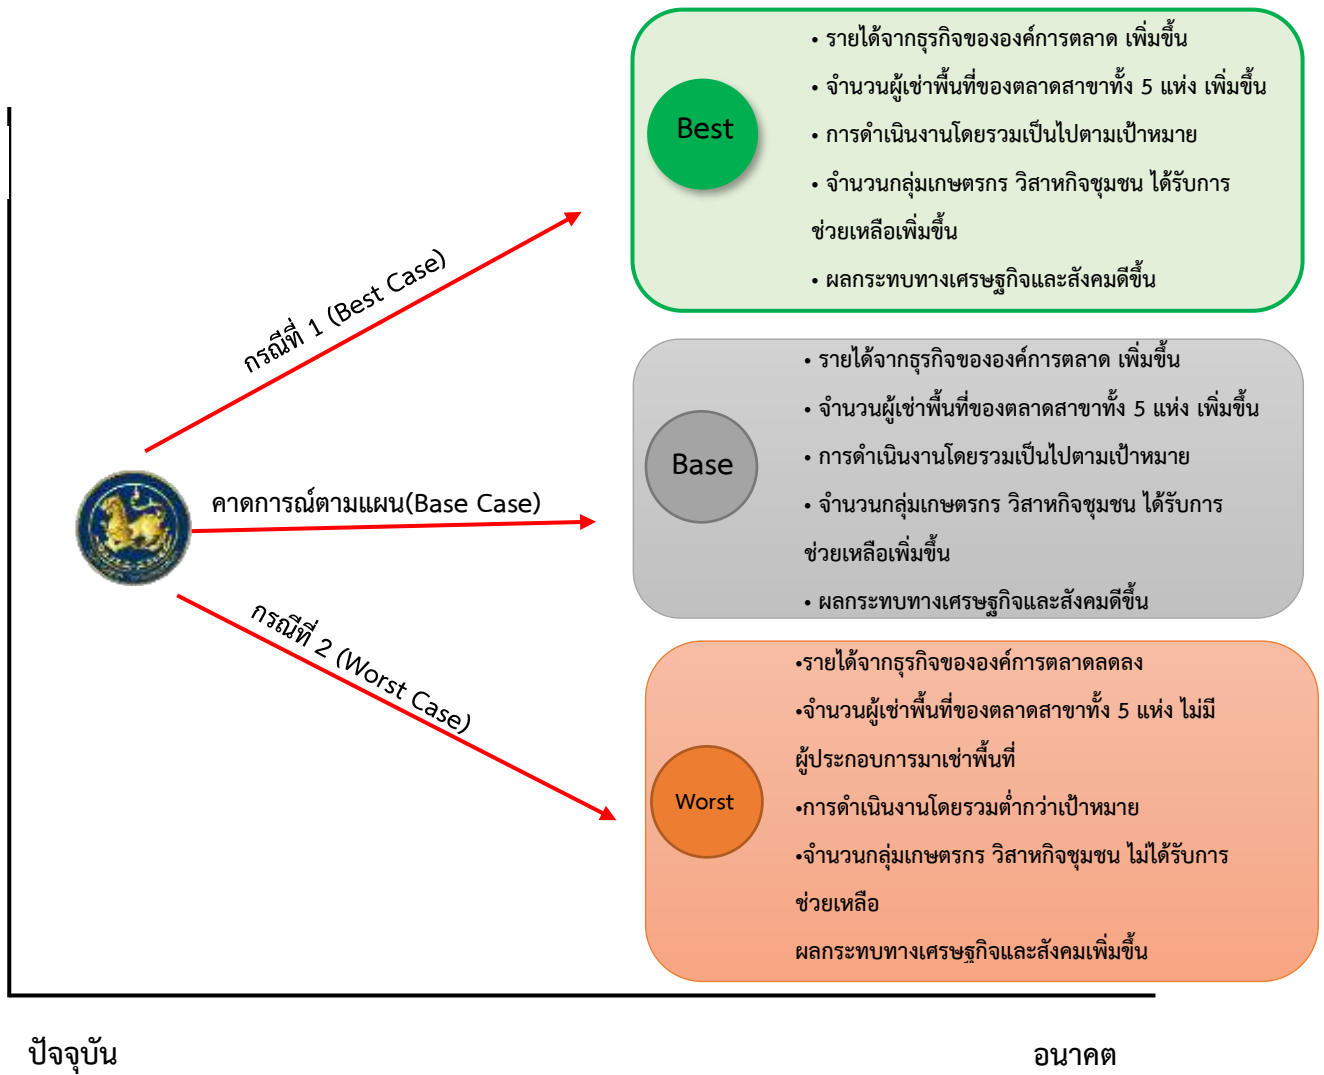 • รายได้จากธุรกิจขององค์การตลาด เพิ่มขึ้น
• จำนวนผู้เช่าพื้นที่ของตลาดสาขาทั้ง 5 แห่ง เพิ่มขึ้น
Best
• การดำเนินงานโดยรวมเป็นไปตามเป้าหมาย
• จำนวนกลุ่มเกษตรกร วิสาหกิจชุมชน ได้รับการ
ช่วยเหลือเพิ่มขึ้น
• ผลกระทบทางเศรษฐกิจและสังคมดีขึ้น
กรณีที่ 1 (Best Case)
• รายได้จากธุรกิจขององค์การตลาด เพิ่มขึ้น
• จำนวนผู้เช่าพื้นที่ของตลาดสาขาทั้ง 5 แห่ง เพิ่มขึ้น
Base
• การดำเนินงานโดยรวมเป็นไปตามเป้าหมาย
• จำนวนกลุ่มเกษตรกร วิสาหกิจชุมชน ได้รับการ
ช่วยเหลือเพิ่มขึ้น
• ผลกระทบทางเศรษฐกิจและสังคมดีขึ้น
คาดการณ์ตามแผน(Base Case)
กรณีที่ 2 (Worst Case)
•รายได้จากธุรกิจขององค์การตลาดลดลง
•จำนวนผู้เช่าพื้นที่ของตลาดสาขาทั้ง 5 แห่ง ไม่มี
ผู้ประกอบการมาเช่าพื้นที่
Worst
•การดำเนินงานโดยรวมต่ำกว่าเป้าหมาย
•จำนวนกลุ่มเกษตรกร วิสาหกิจชุมชน ไม่ได้รับการ
ช่วยเหลือ
ผลกระทบทางเศรษฐกิจและสังคมเพิ่มขึ้น
ปัจจุบัน
อนาคต